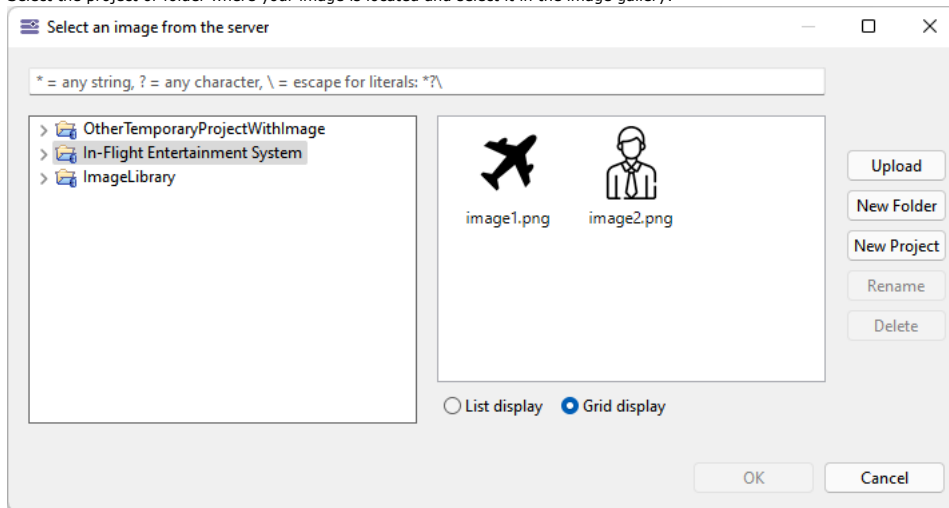 Select an image from the server
* = any string, ? = any character, \ = escape for literals: *?\
OtherTemporaryProjectWithImage
In-Flight Entertainment System
ImageLibrary
image1.png image2.png
Upload
New Folder
New Project
Rename
Delete
List display Grid display
OK Cancel